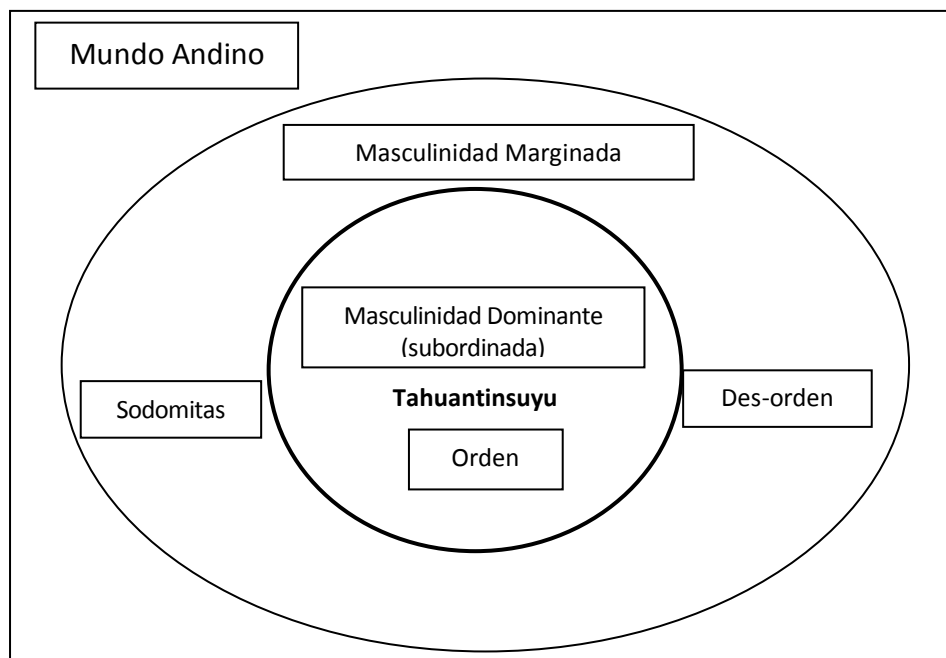 Mundo Andino
Masculinidad Marginada
Masculinidad Dominante
(subordinada)
Sodomitas
Tahuantinsuyu
Des-orden
Orden